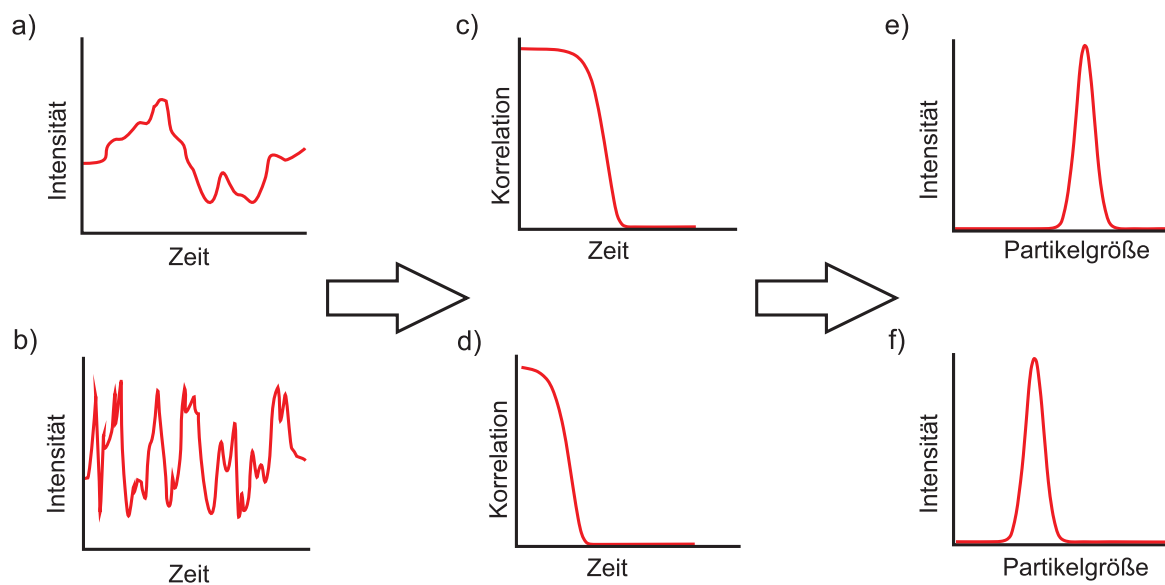 a)
Intensität
Zeit
c)
Korrelation
Zeit
e)
Intensität
Partikelgröße
b)
Intensität
Zeit
d)
Korrelation
Zeit
f)
Intensität
Partikelgröße